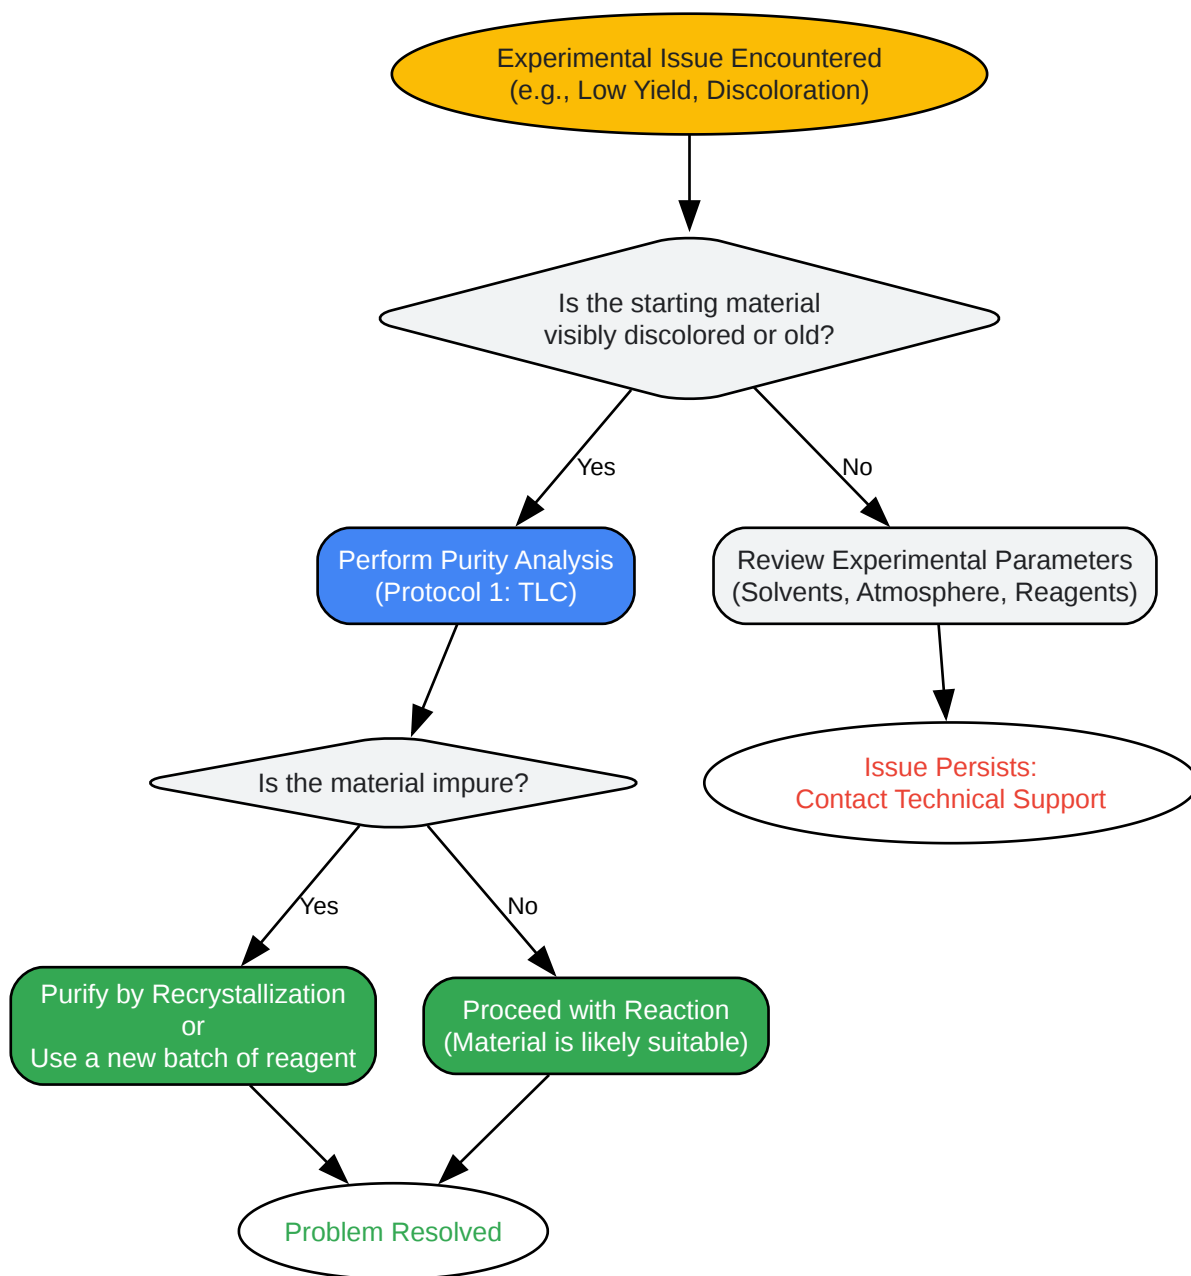 Experimental Issue Encountered
(e.g., Low Yield, Discoloration)
Is the starting material
visibly discolored or old?
Yes
No
Perform Purity Analysis
(Protocol 1: TLC)
Review Experimental Parameters
(Solvents, Atmosphere, Reagents)
Is the material impure?
Issue Persists:
Contact Technical Support
Yes
No
Purify by Recrystallization
or
Use a new batch of reagent
Proceed with Reaction
(Material is likely suitable)
Problem Resolved